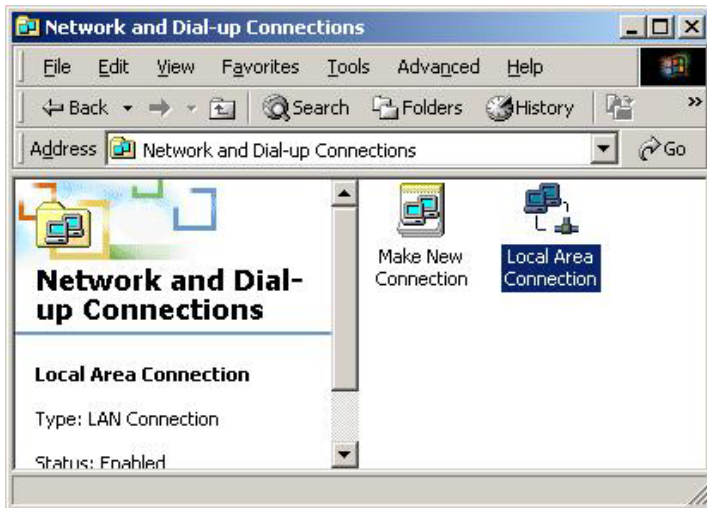 Network and Dial-up Connections
File Edit View Favorites Tools Advanced Help
Back Search Folders History »
Address Network and Dial-up Connections Go
Network and Dial-
up Connections
Local Area Connection
Type: LAN Connection
Status: Enabled
Make New
Connection
Local Area
Connection